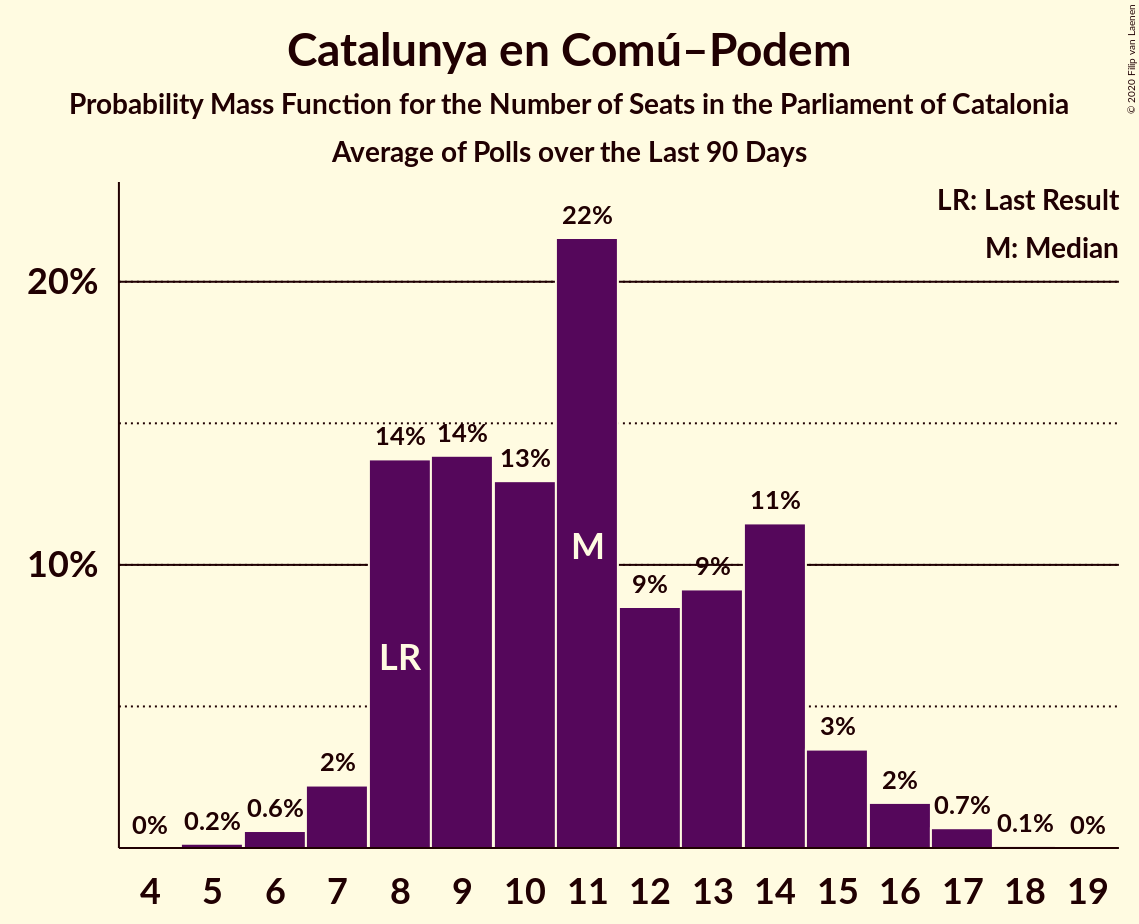 Catalunya en Comú–Podem
Probability Mass Function for the Number of Seats in the Parliament of Catalonia
Average of Polls over the Last 90 Days
© 2020 Filip van Laenen
LR: Last Result
M: Median
20%
10%
0%
0.2%
0.6%
2%
14%
14%
13%
22%
9%
9%
11%
3%
2%
0.7%
0.1%
0%
LR
M
4 5 6 7 8 9 10 11 12 13 14 15 16 17 18 19